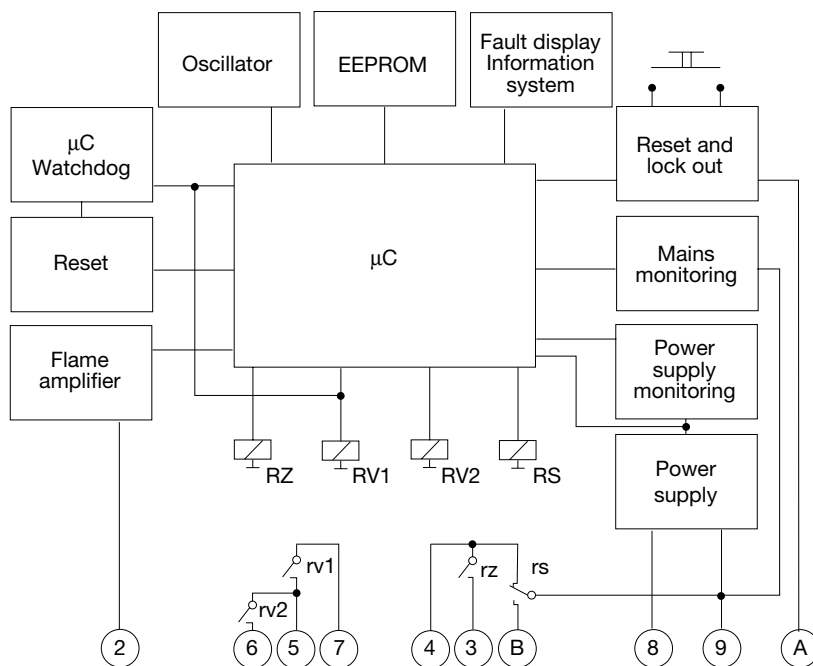 Oscillator
EEPROM
Fault display
Information
system
μC
Watchdog
Reset and
lock out
Reset
μC
Mains
monitoring
Flame
amplifier
Power
supply
monitoring
RZ
RV1
RV2
RS
Power
supply
rv1
rz
rs
rv2
2
6
5
7
4
3
B
8
9
A